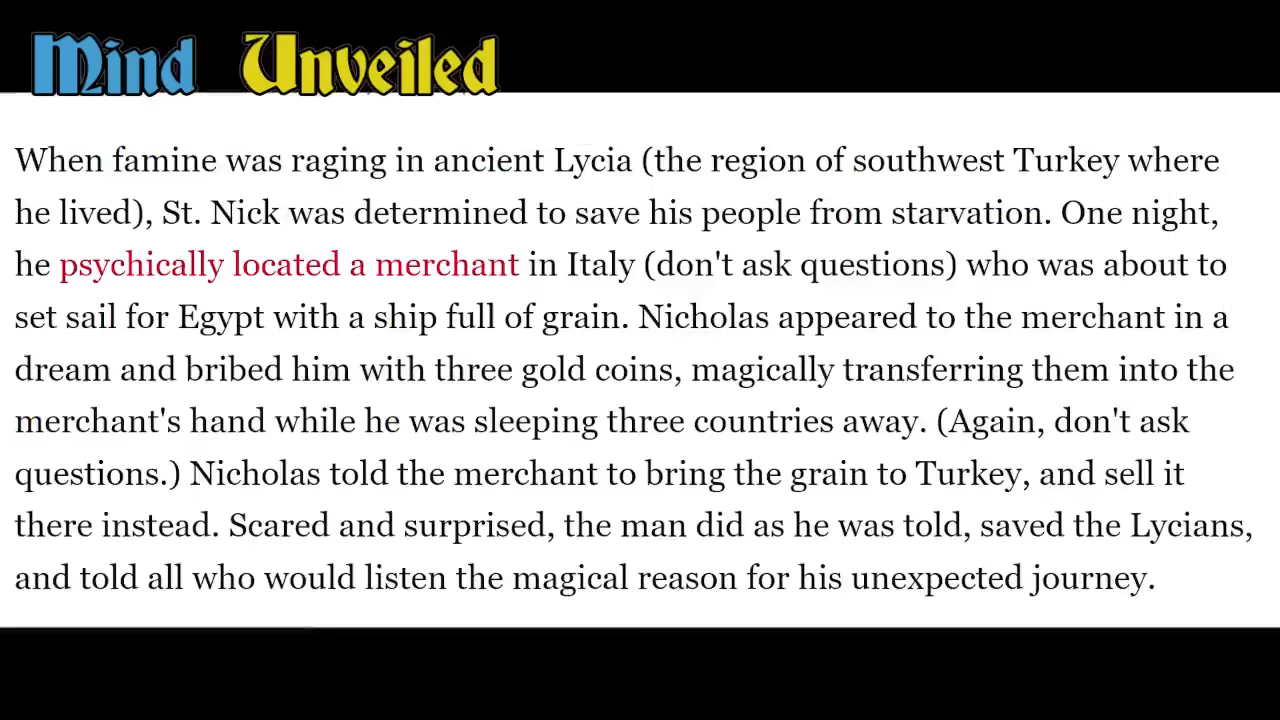 Mind Unveiled
When famine was raging in ancient Lycia (the region of southwest Turkey where
he lived), St. Nick was determined to save his people from starvation. One night,
he psychically located a merchant in Italy (don't ask questions) who was about to
set sail for Egypt with a ship full of grain. Nicholas appeared to the merchant in a
dream and bribed him with three gold coins, magically transferring them into the
merchant's hand while he was sleeping three countries away. (Again, don't ask
questions.) Nicholas told the merchant to bring the grain to Turkey, and sell it
there instead. Scared and surprised, the man did as he was told, saved the Lycians,
and told all who would listen the magical reason for his unexpected journey.